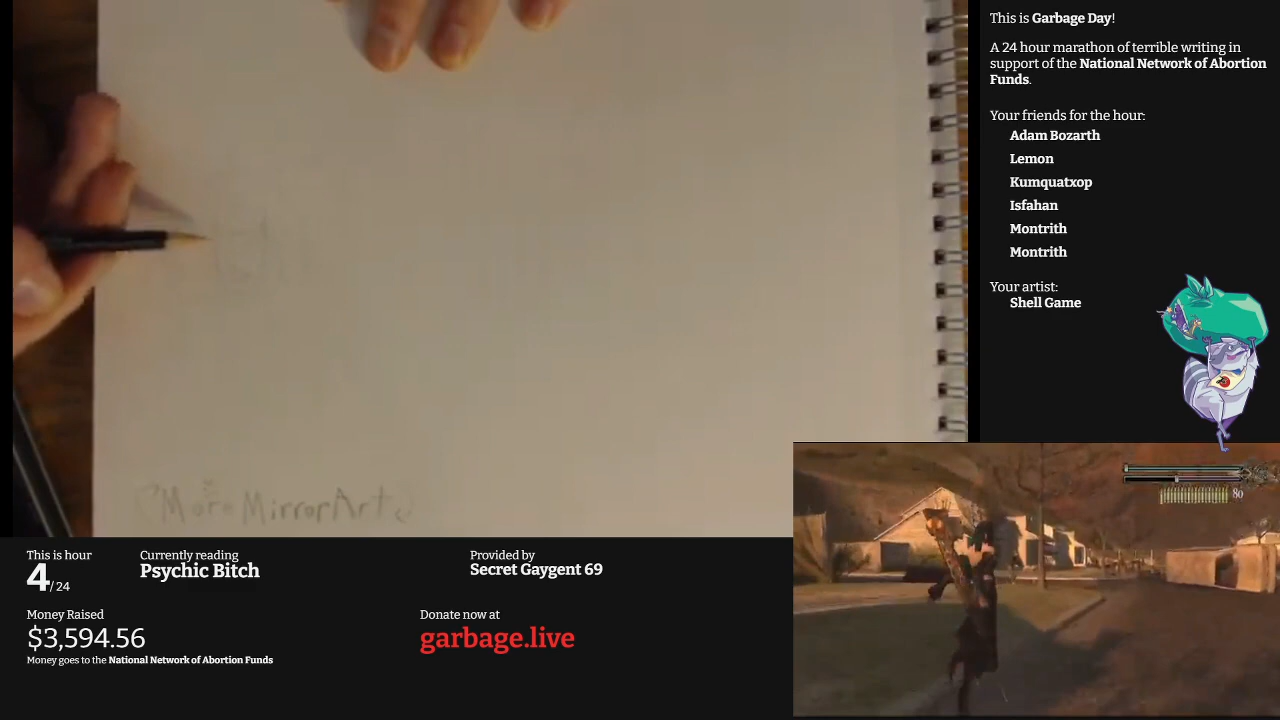 This is Garbage Day!
A 24 hour marathon of terrible writing in
support of the National Network of Abortion
Funds.
Your friends for the hour:
Adam Bozarth
Lemon
Kumquatxop
Isfahan
Montrith
Montrith
Your artist:
Shell Game
80
(More MirrorArt)
This is hour
4/24
Currently reading
Psychic Bitch
Provided by
Secret Gaygent 69
Money Raised
$3,594.56
Money goes to the National Network of Abortion Funds
Donate now at
garbage.live